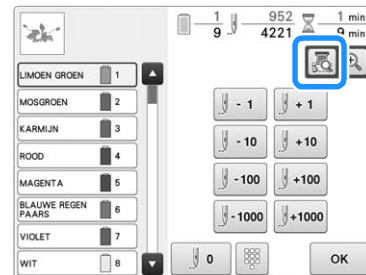 1 952 1 min
9 4221 9 min
LIMOEN GROEN 1
- 1 + 1
MOSGROEN 2
KARMIJN 3
- 10 + 10
ROOD 4
MAGENTA 5
- 100 +100
BLAUWE REGEN
PAARS 6
- 1000 +1000
VIOLET 7
WIT 8
0 OK